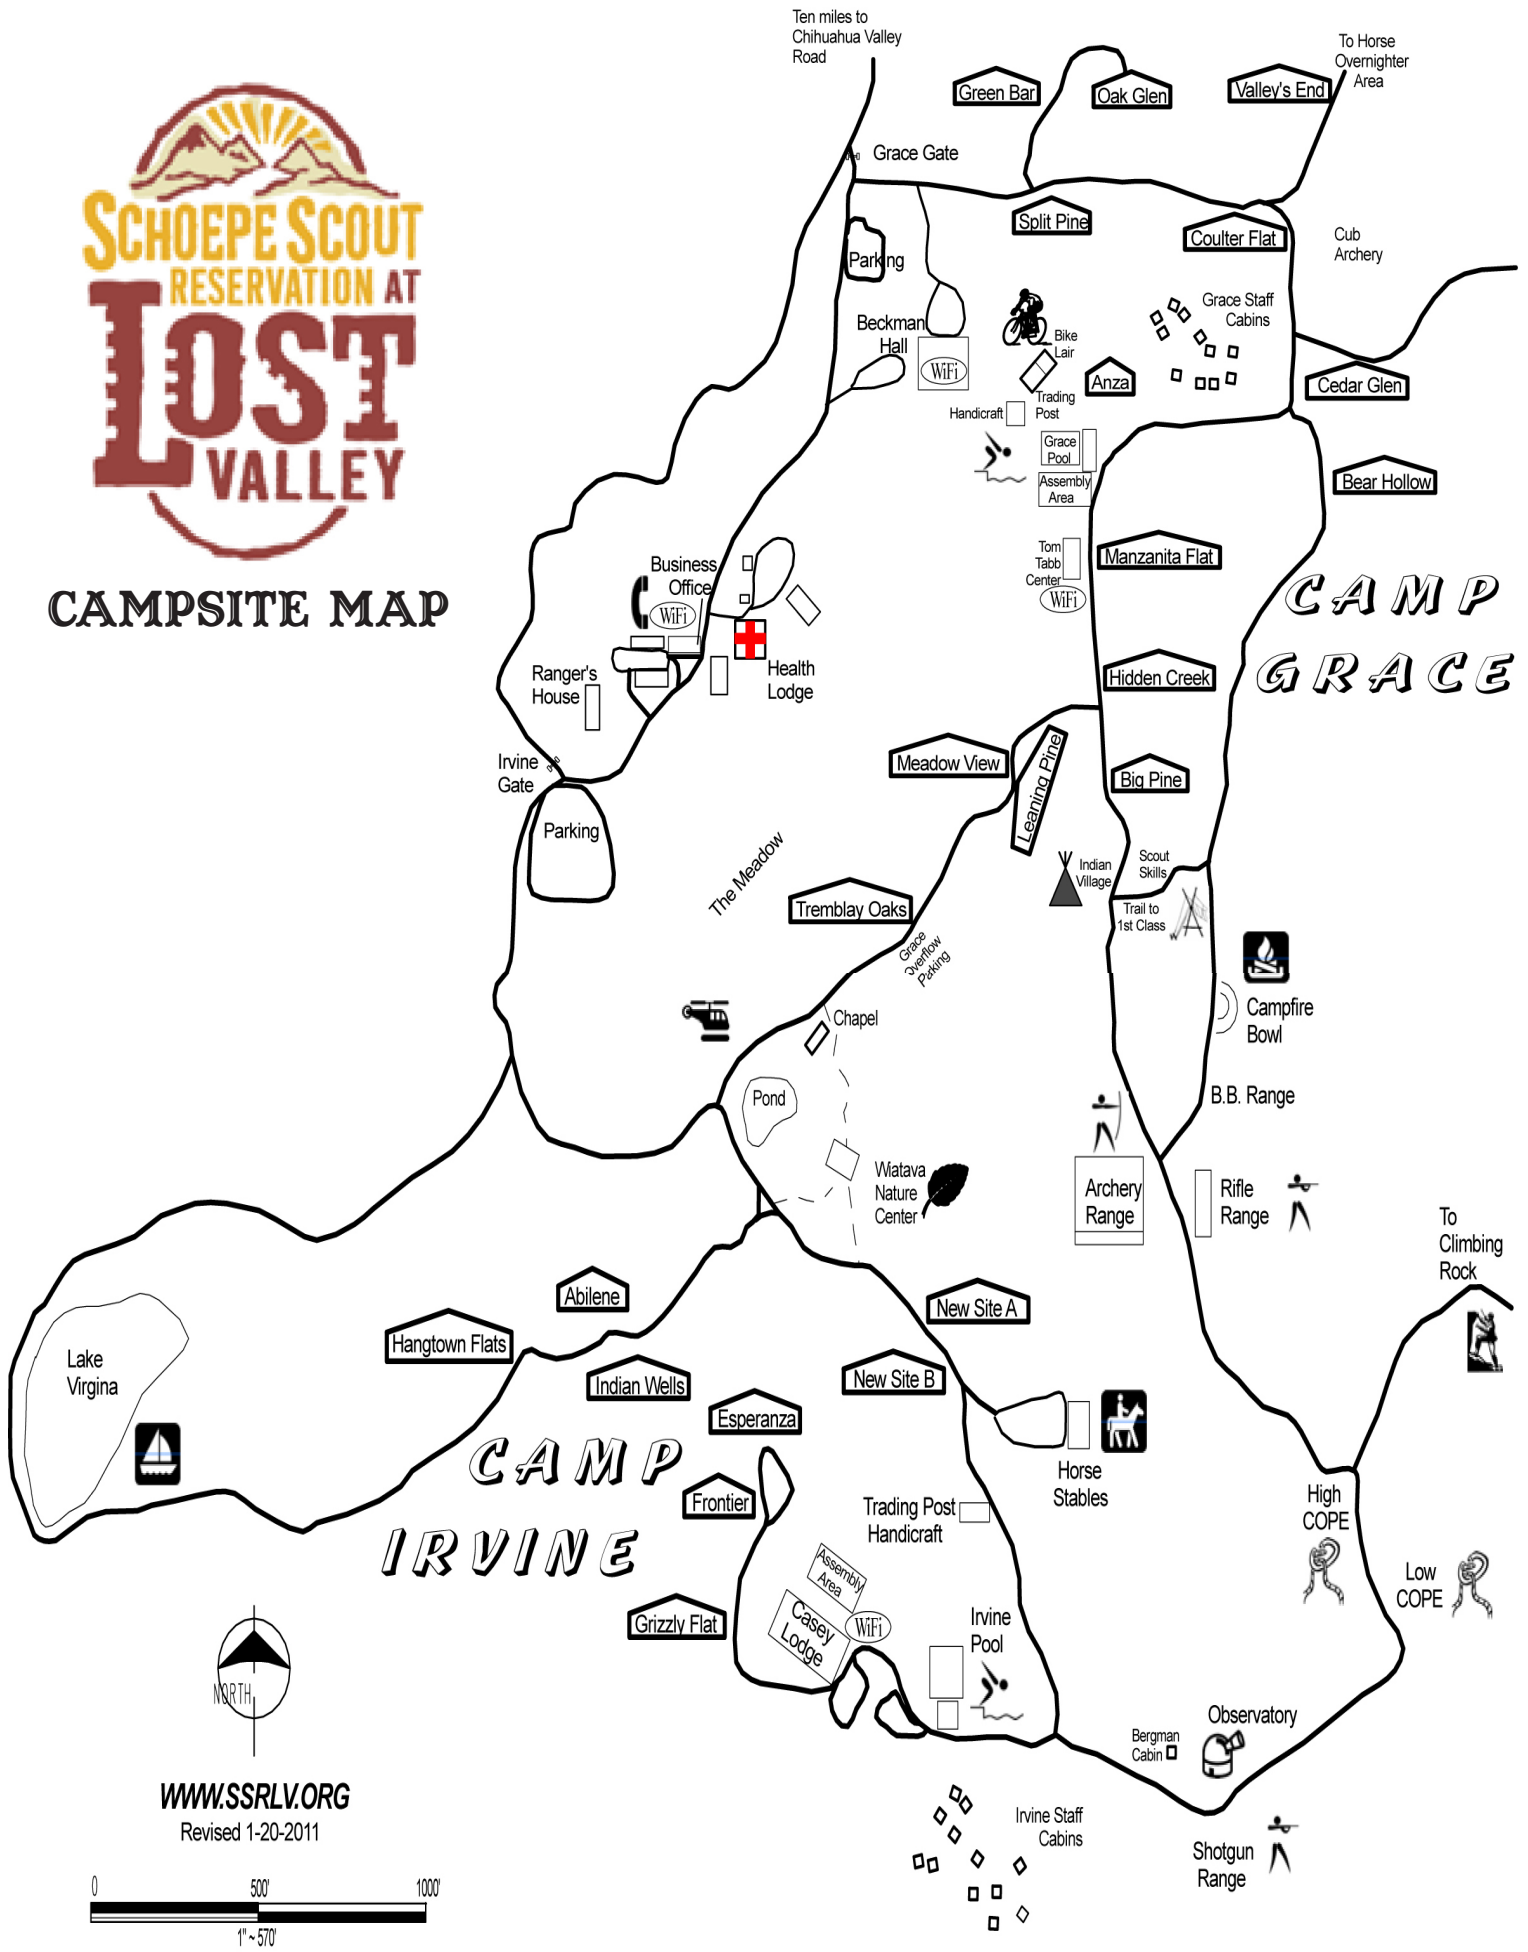 Ten miles to
Chihuahua Valley
Road
To Horse
Overnighter
Area
Green Bar
Oak Glen
Valley's End
Grace Gate
SCHOEPE SCOUT
RESERVATION AT
LOST
VALLEY
CAMPSITE MAP
Split Pine
Coulter Flat
Cub
Archery
Parking
Grace Staff
Cabins
Beckman
Hall
WiFi
Bike
Lair
Anza
Cedar Glen
Handicraft
Trading
Post
Grace
Pool
Assembly
Area
Bear Hollow
Tom
Tabb
Center
WiFi
Manzanita Flat
Business
Office
WiFi
CAMP
GRACE
Ranger's
House
Health
Lodge
Hidden Creek
Irvine
Gate
Meadow View
Leaning Pine
Big Pine
Parking
The Meadow
Indian
Village
Scout
Skills
Tremblay Oaks
Trail to
1st Class
Grace
Overflow
Parking
Chapel
Campfire
Bowl
Pond
B.B. Range
Wiatava
Nature
Center
Archery
Range
Rifle
Range
To
Climbing
Rock
Abilene
New Site A
Hangtown Flats
Lake
Virgina
Indian Wells
New Site B
Esperanza
CAMP
IRVINE
Horse
Stables
Frontier
Trading Post
Handicraft
High
COPE
Low
COPE
Assembly
Area
Casey
Lodge
WiFi
Grizzly Flat
Irvine
Pool
NORTH
Observatory
Bergman
Cabin
WWW.SSRLV.ORG
Revised 1-20-2011
Irvine Staff
Cabins
Shotgun
Range
0 500' 1000'
1" ~ 570'